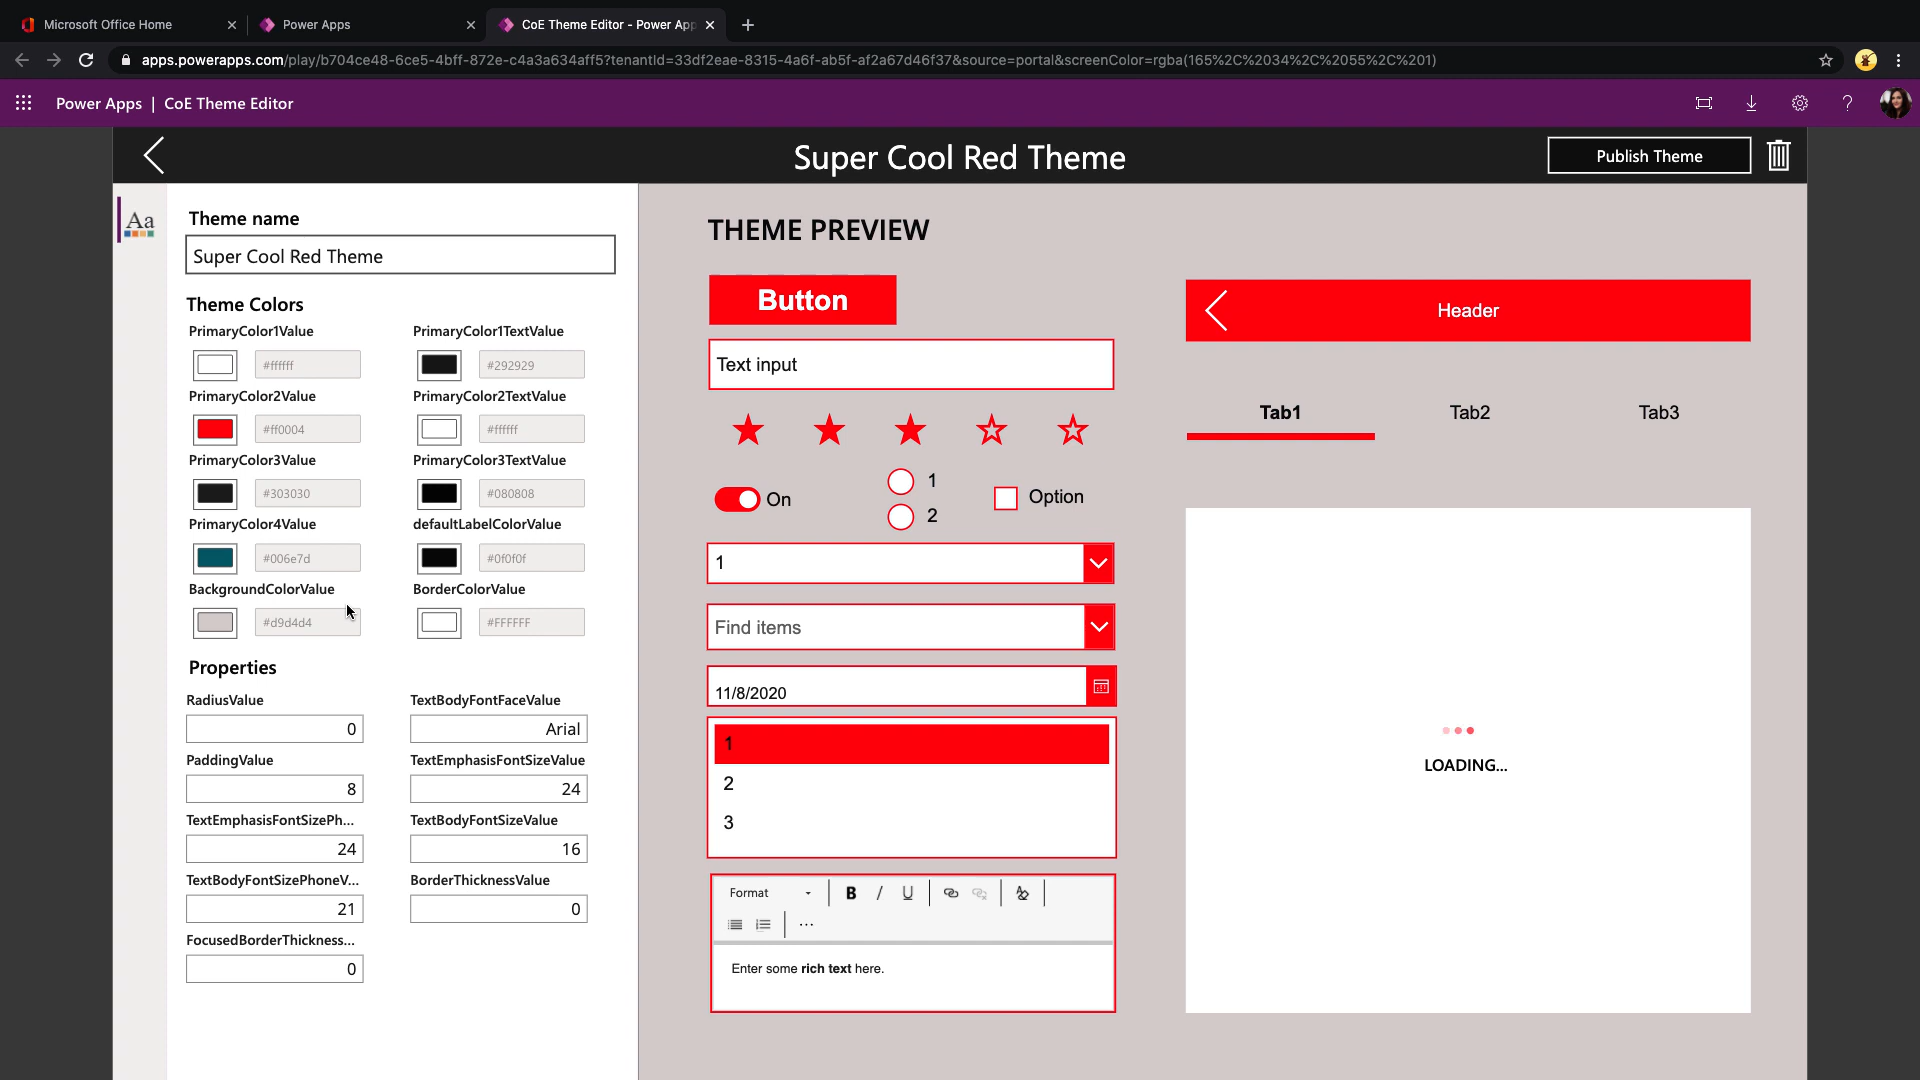 Microsoft Office Home
Power Apps
CoE Theme Editor - Power App
apps.powerapps.com/play/b704ce48-6ce5-4bff-872e-c4a3a634aff5?tenantId=33df2eae-8315-4a6f-ab5f-af2a67d46f37&source=portal&screenColor=rgba(165%2C%2034%2C%2055%2C%201)
Power Apps | CoE Theme Editor
Super Cool Red Theme
Publish Theme
Aa
Theme name
Super Cool Red Theme
Theme Colors
PrimaryColor1Value PrimaryColor1TextValue
#ffffff #292929
PrimaryColor2Value PrimaryColor2TextValue
#ff0004 #ffffff
PrimaryColor3Value PrimaryColor3TextValue
#303030 #080808
PrimaryColor4Value defaultLabelColorValue
#006e7d #0f0f0f
BackgroundColorValue BorderColorValue
#d9d4d4 #FFFFFF
Properties
RadiusValue TextBodyFontFaceValue
0 Arial
PaddingValue TextEmphasisFontSizeValue
8 24
TextEmphasisFontSizePh... TextBodyFontSizeValue
24 16
TextBodyFontSizePhoneV... BorderThicknessValue
21 0
FocusedBorderThickness...
0
THEME PREVIEW
Button
Text input
On
1
2
Option
1
Find items
11/8/2020
1
2
3
Format B / U
Enter some rich text here.
Header
Tab1 Tab2 Tab3
LOADING...